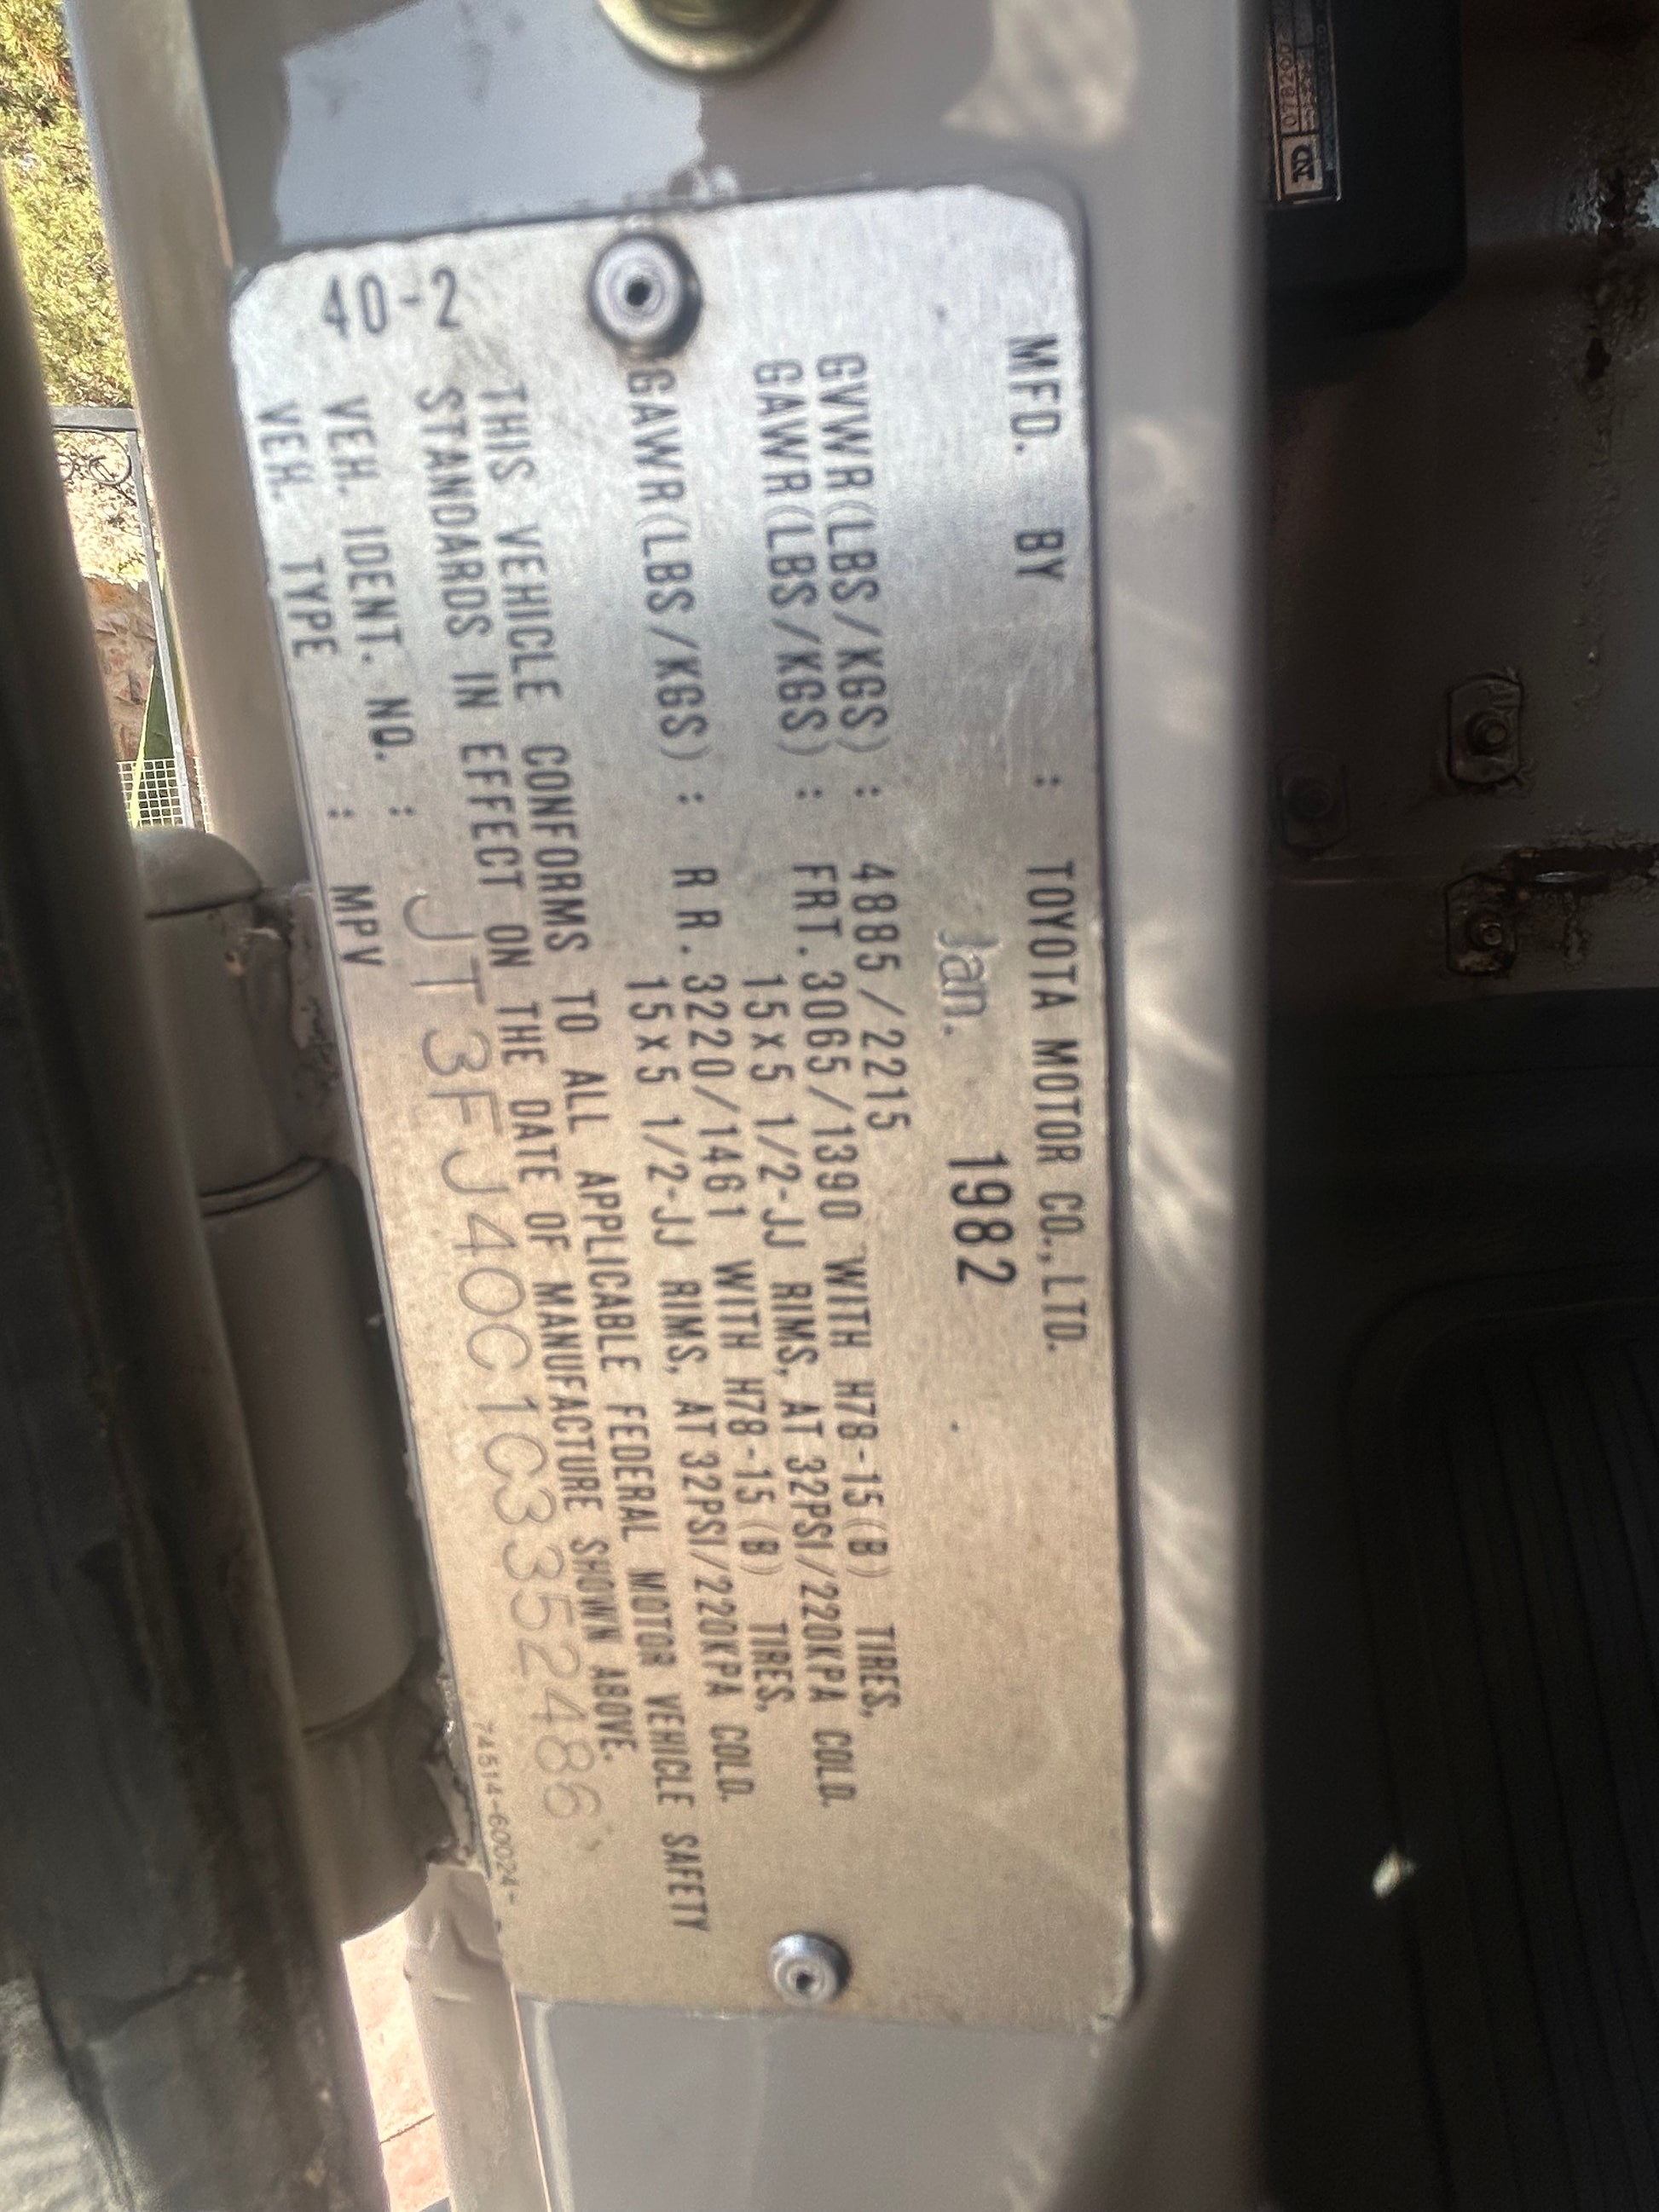 MFD. BY : TOYOTA MOTOR CO.,LTD.
Jan. 1982
GVWR(LBS/KGS) : 4885/2215
GAWR(LBS/KGS) : FRT. 3065/1390 WITH H78-15(B) TIRES,
15X5 1/2-JJ RIMS, AT 32PSI/220KPA COLD.
GAWR(LBS/KGS) : RR. 3220/1461 WITH H78-15(B) TIRES,
15X5 1/2-JJ RIMS, AT 32PSI/220KPA COLD.
THIS VEHICLE CONFORMS TO ALL APPLICABLE FEDERAL MOTOR VEHICLE SAFETY
STANDARDS IN EFFECT ON THE DATE OF MANUFACTURE SHOWN ABOVE.
40-2 VEH. IDENT. NO. : JT3FJ40C1C3352486
VEH. TYPE : MPV
74514-60024-
ND